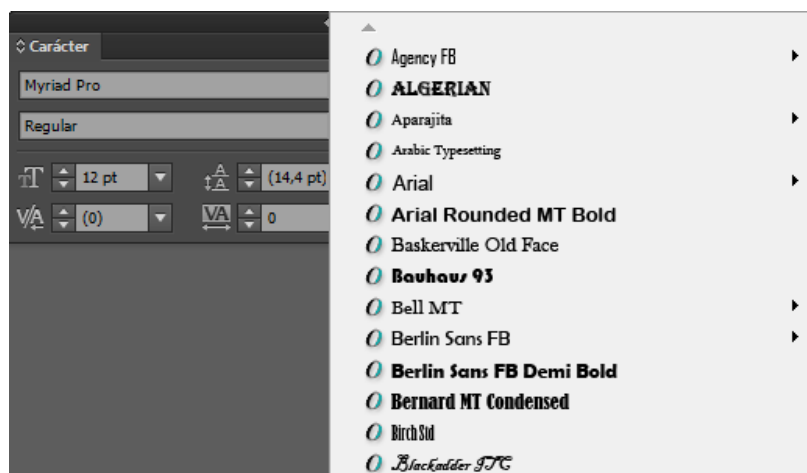 Carácter
Myriad Pro
Regular
12 pt
(14,4 pt)
(0)
0
Agency FB
ALGERIAN
Aparajita
Arabic Typesetting
Arial
Arial Rounded MT Bold
Baskerville Old Face
Bauhaus 93
Bell MT
Berlin Sans FB
Berlin Sans FB Demi Bold
Bernard MT Condensed
Birch Std
Blackadder ITC